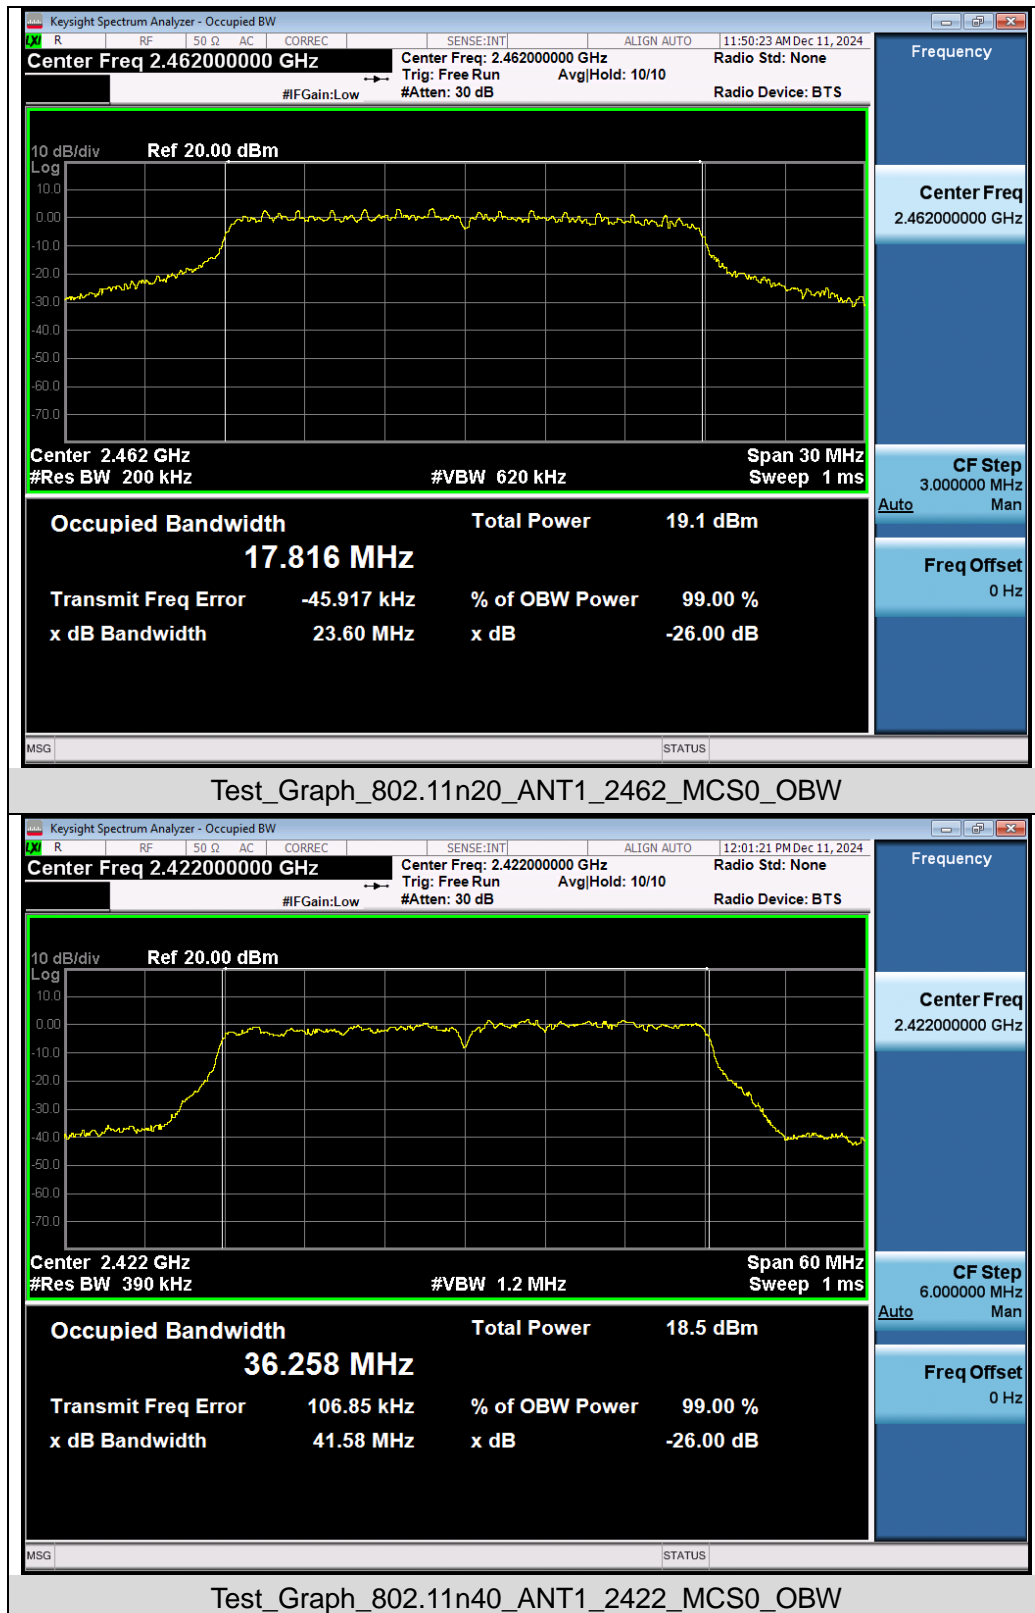 Keysight Spectrum Analyzer - Occupied BW
LXI R RF 50 Ω AC CORREC SENSE:INT ALIGN AUTO 11:50:23 AM Dec 11, 2024
Center Freq 2.462000000 GHz
Center Freq: 2.462000000 GHz
Radio Std: None
Trig: Free Run Avg|Hold: 10/10
#IFGain:Low
#Atten: 30 dB
Radio Device: BTS
Frequency
10 dB/div Ref 20.00 dBm
Log
10.0
0.00
-10.0
-20.0
-30.0
-40.0
-50.0
-60.0
-70.0
Center 2.462 GHz Span 30 MHz
#Res BW 200 kHz #VBW 620 kHz Sweep 1 ms
Center Freq
2.462000000 GHz
CF Step
3.000000 MHz
Auto Man
Freq Offset
0 Hz
Occupied Bandwidth Total Power 19.1 dBm
17.816 MHz
Transmit Freq Error -45.917 kHz % of OBW Power 99.00 %
x dB Bandwidth 23.60 MHz x dB -26.00 dB
MSG STATUS
Test_Graph_802.11n20_ANT1_2462_MCS0_OBW
Keysight Spectrum Analyzer - Occupied BW
LXI R RF 50 Ω AC CORREC SENSE:INT ALIGN AUTO 12:01:21 PM Dec 11, 2024
Center Freq 2.422000000 GHz
Center Freq: 2.422000000 GHz
Radio Std: None
Trig: Free Run Avg|Hold: 10/10
#IFGain:Low
#Atten: 30 dB
Radio Device: BTS
Frequency
10 dB/div Ref 20.00 dBm
Log
10.0
0.00
-10.0
-20.0
-30.0
-40.0
-50.0
-60.0
-70.0
Center 2.422 GHz Span 60 MHz
#Res BW 390 kHz #VBW 1.2 MHz Sweep 1 ms
Center Freq
2.422000000 GHz
CF Step
6.000000 MHz
Auto Man
Freq Offset
0 Hz
Occupied Bandwidth Total Power 18.5 dBm
36.258 MHz
Transmit Freq Error 106.85 kHz % of OBW Power 99.00 %
x dB Bandwidth 41.58 MHz x dB -26.00 dB
MSG STATUS
Test_Graph_802.11n40_ANT1_2422_MCS0_OBW